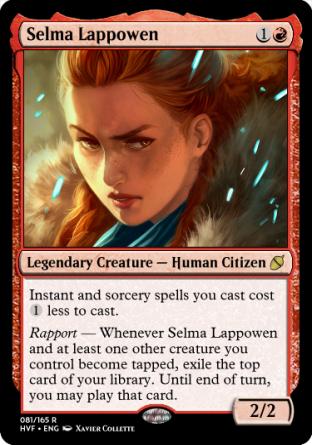 Selma Lappowen 1
Legendary Creature — Human Citizen
Instant and sorcery spells you cast cost
1 less to cast.
Rapport — Whenever Selma Lappowen
and at least one other creature you
control become tapped, exile the top
card of your library. Until end of turn,
you may play that card.
2/2
081/165 R
HVF • ENG Xavier Collette